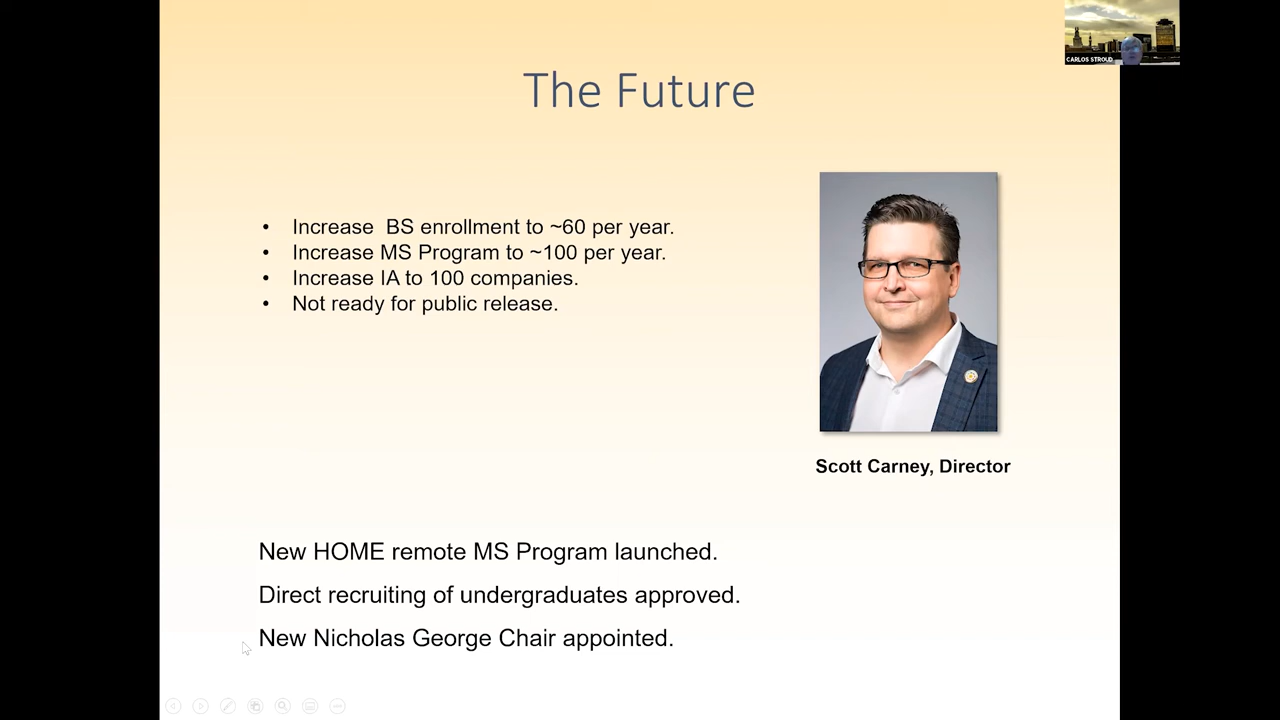 CARLOS STROUD
The Future
• Increase BS enrollment to ~60 per year.
• Increase MS Program to ~100 per year.
• Increase IA to 100 companies.
• Not ready for public release.
Scott Carney, Director
New HOME remote MS Program launched.
Direct recruiting of undergraduates approved.
New Nicholas George Chair appointed.